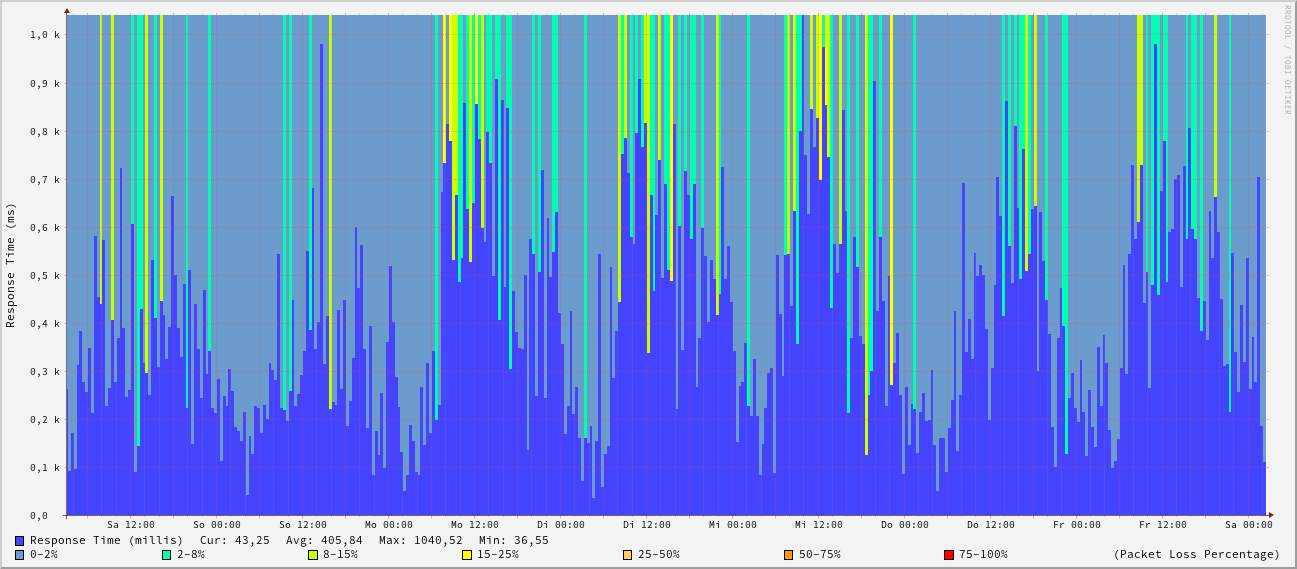 RRDTOOL / TOBI OETIKER
Response Time (ms)
1,0 k
0,9 k
0,8 k
0,7 k
0,6 k
0,5 k
0,4 k
0,3 k
0,2 k
0,1 k
0,0
Sa 12:00 So 00:00 So 12:00 Mo 00:00 Mo 12:00 Di 00:00 Di 12:00 Mi 00:00 Mi 12:00 Do 00:00 Do 12:00 Fr 00:00 Fr 12:00 Sa 00:00
Response Time (millis) Cur: 43,25 Avg: 405,84 Max: 1040,52 Min: 36,55
0-2% 2-8% 8-15% 15-25% 25-50% 50-75% 75-100% (Packet Loss Percentage)